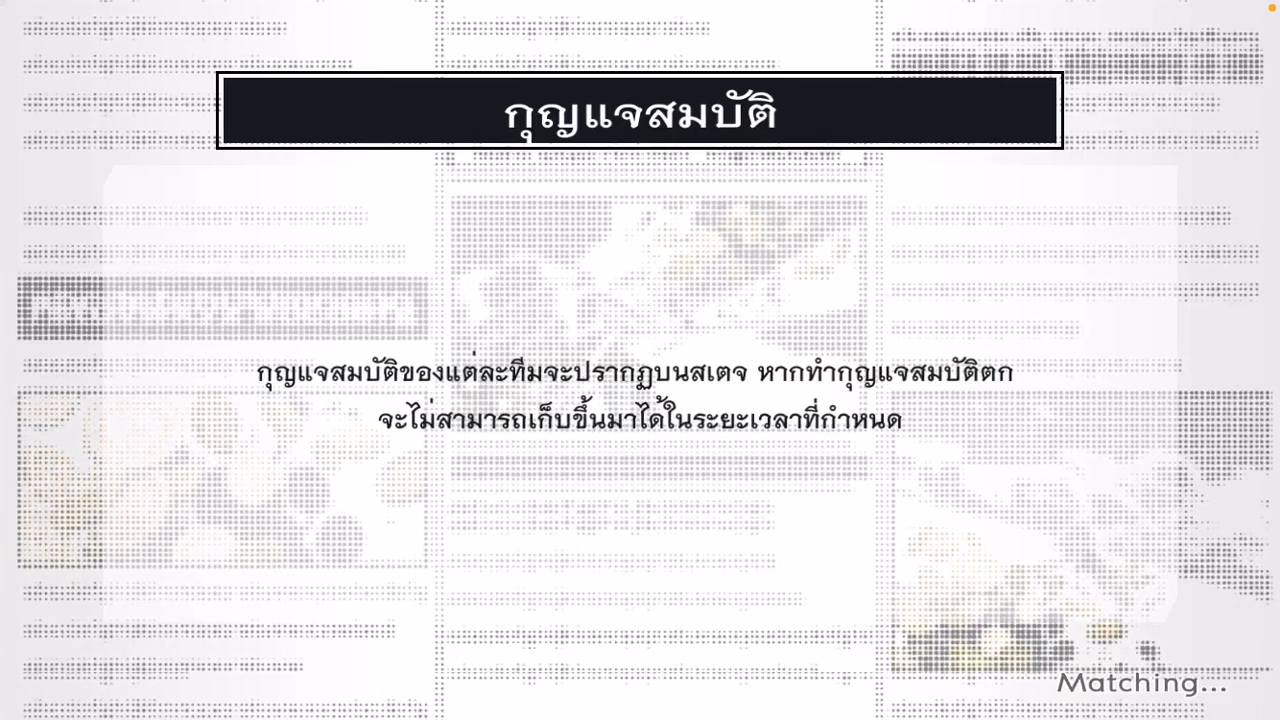 กุญแจสมบัติ
กุญแจสมบัติของแต่ละทีมจะปรากฏบนสเตจ หากทำกุญแจสมบัติตก
จะไม่สามารถเก็บขึ้นมาได้ในระยะเวลาที่กำหนด
Matching...